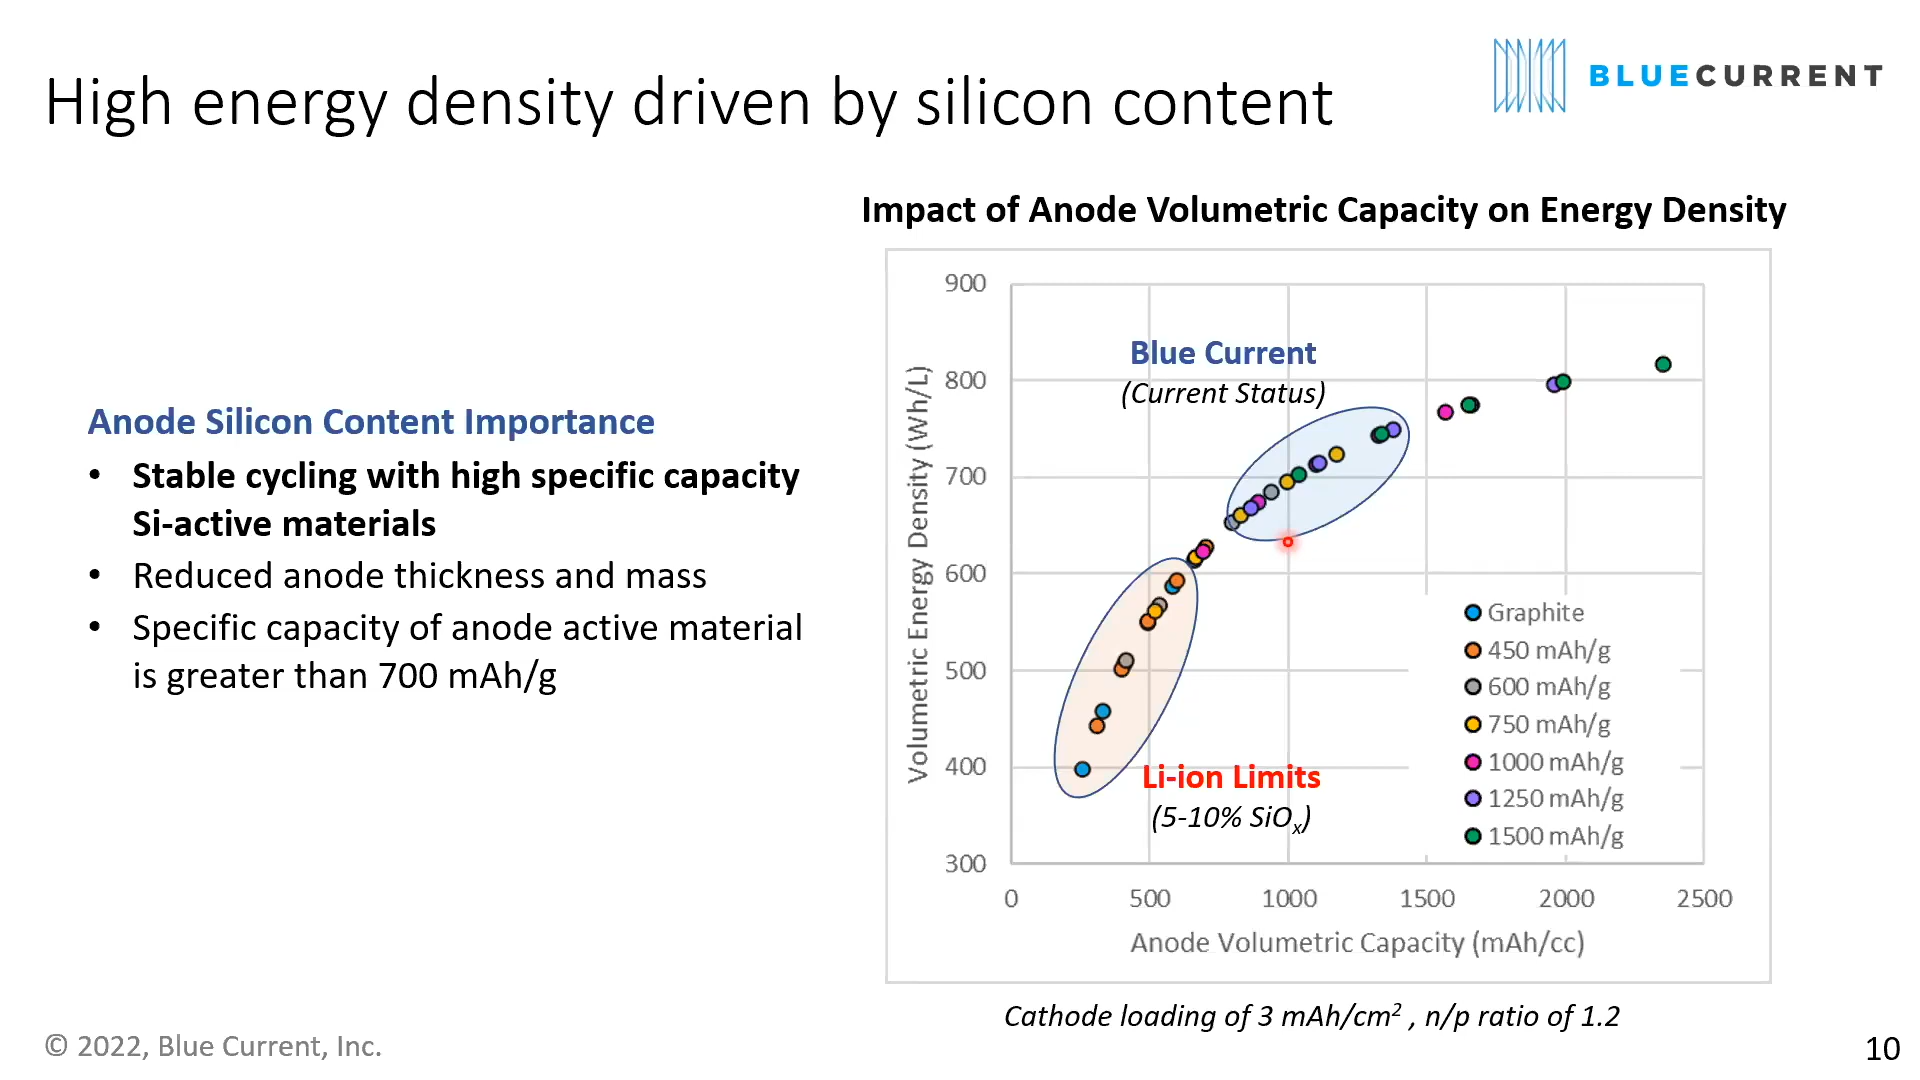 High energy density driven by silicon content
BLUECURRENT
Impact of Anode Volumetric Capacity on Energy Density
Anode Silicon Content Importance
• Stable cycling with high specific capacity
Si-active materials
• Reduced anode thickness and mass
• Specific capacity of anode active material
is greater than 700 mAh/g
Volumetric Energy Density (Wh/L)
900
800
700
600
500
400
300
Blue Current
(Current Status)
Li-ion Limits
(5-10% SiOx)
Graphite
450 mAh/g
600 mAh/g
750 mAh/g
1000 mAh/g
1250 mAh/g
1500 mAh/g
0 500 1000 1500 2000 2500
Anode Volumetric Capacity (mAh/cc)
Cathode loading of 3 mAh/cm² , n/p ratio of 1.2
© 2022, Blue Current, Inc.
10